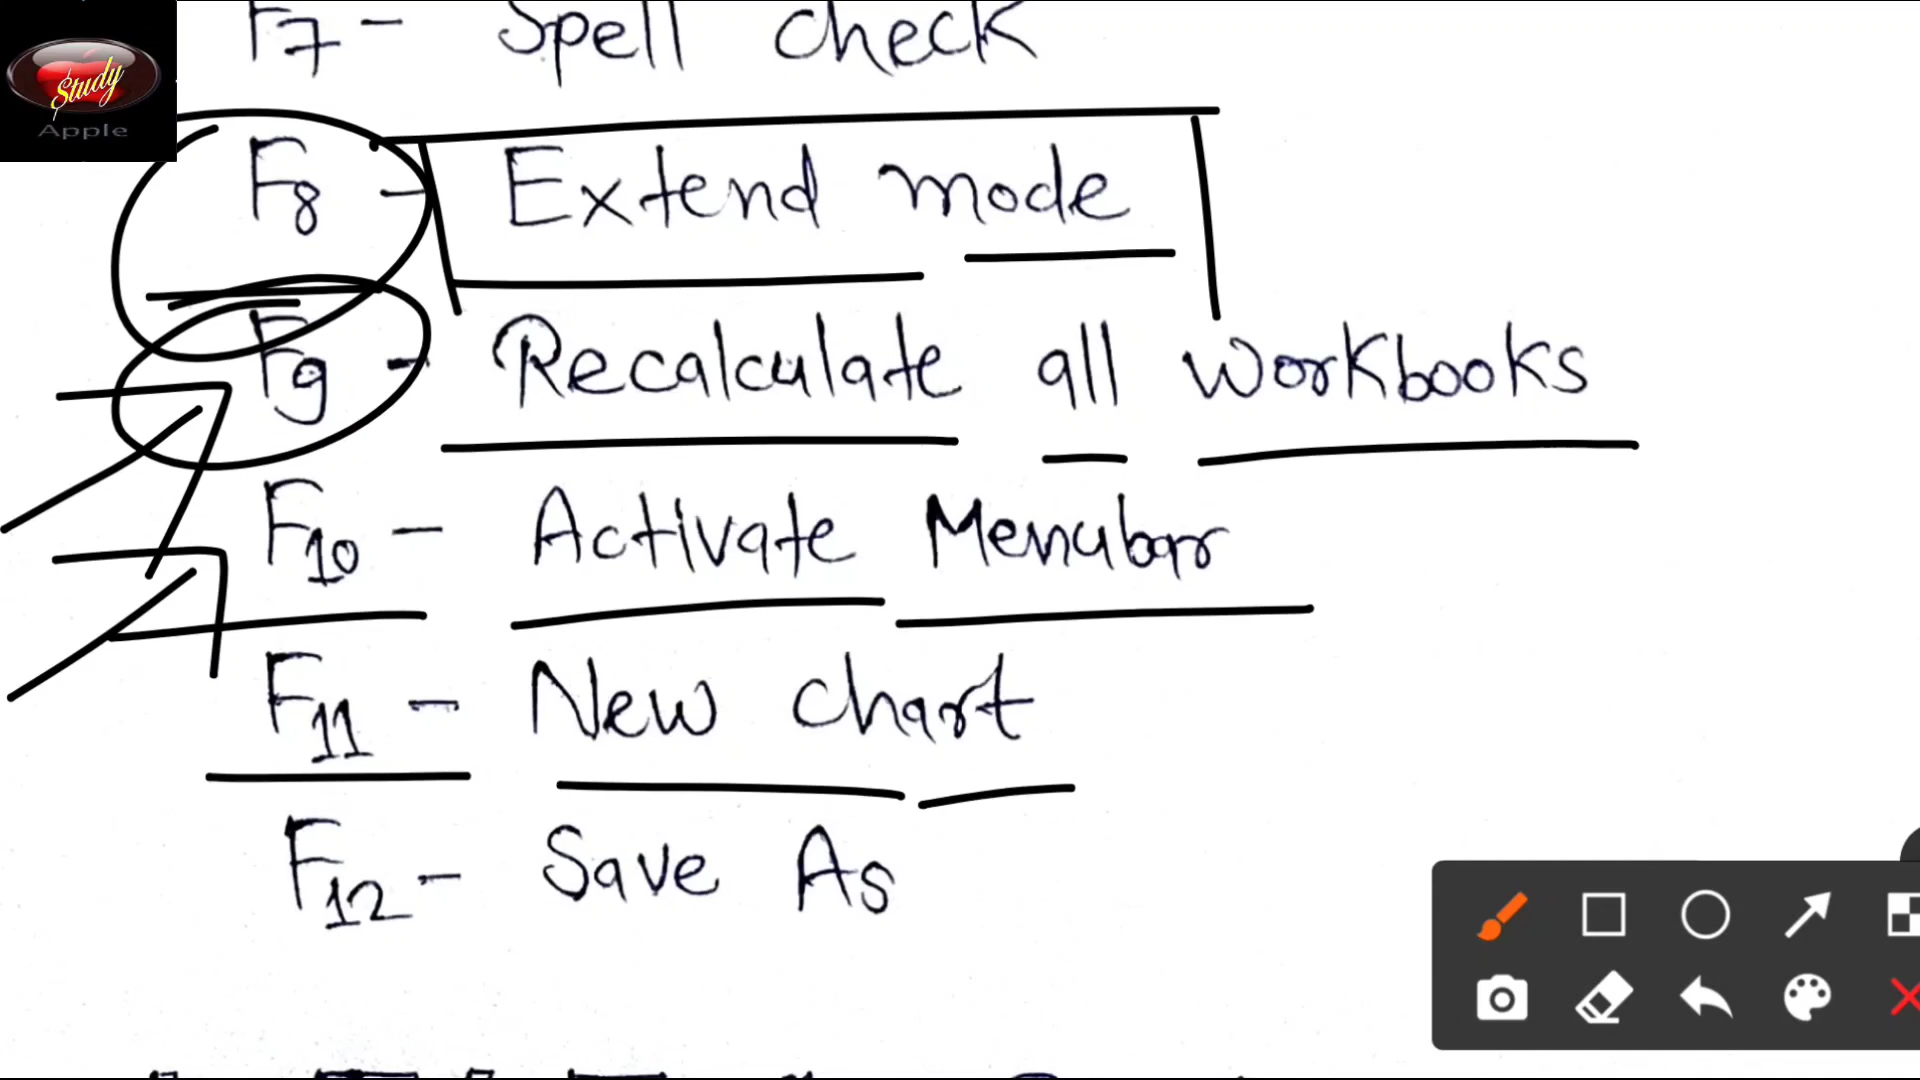 F7 - Spell check
Study
Apple
F8 - Extend mode
F9 - Recalculate all workbooks
F10 - Activate Menubar
F11 - New chart
F12 - Save As